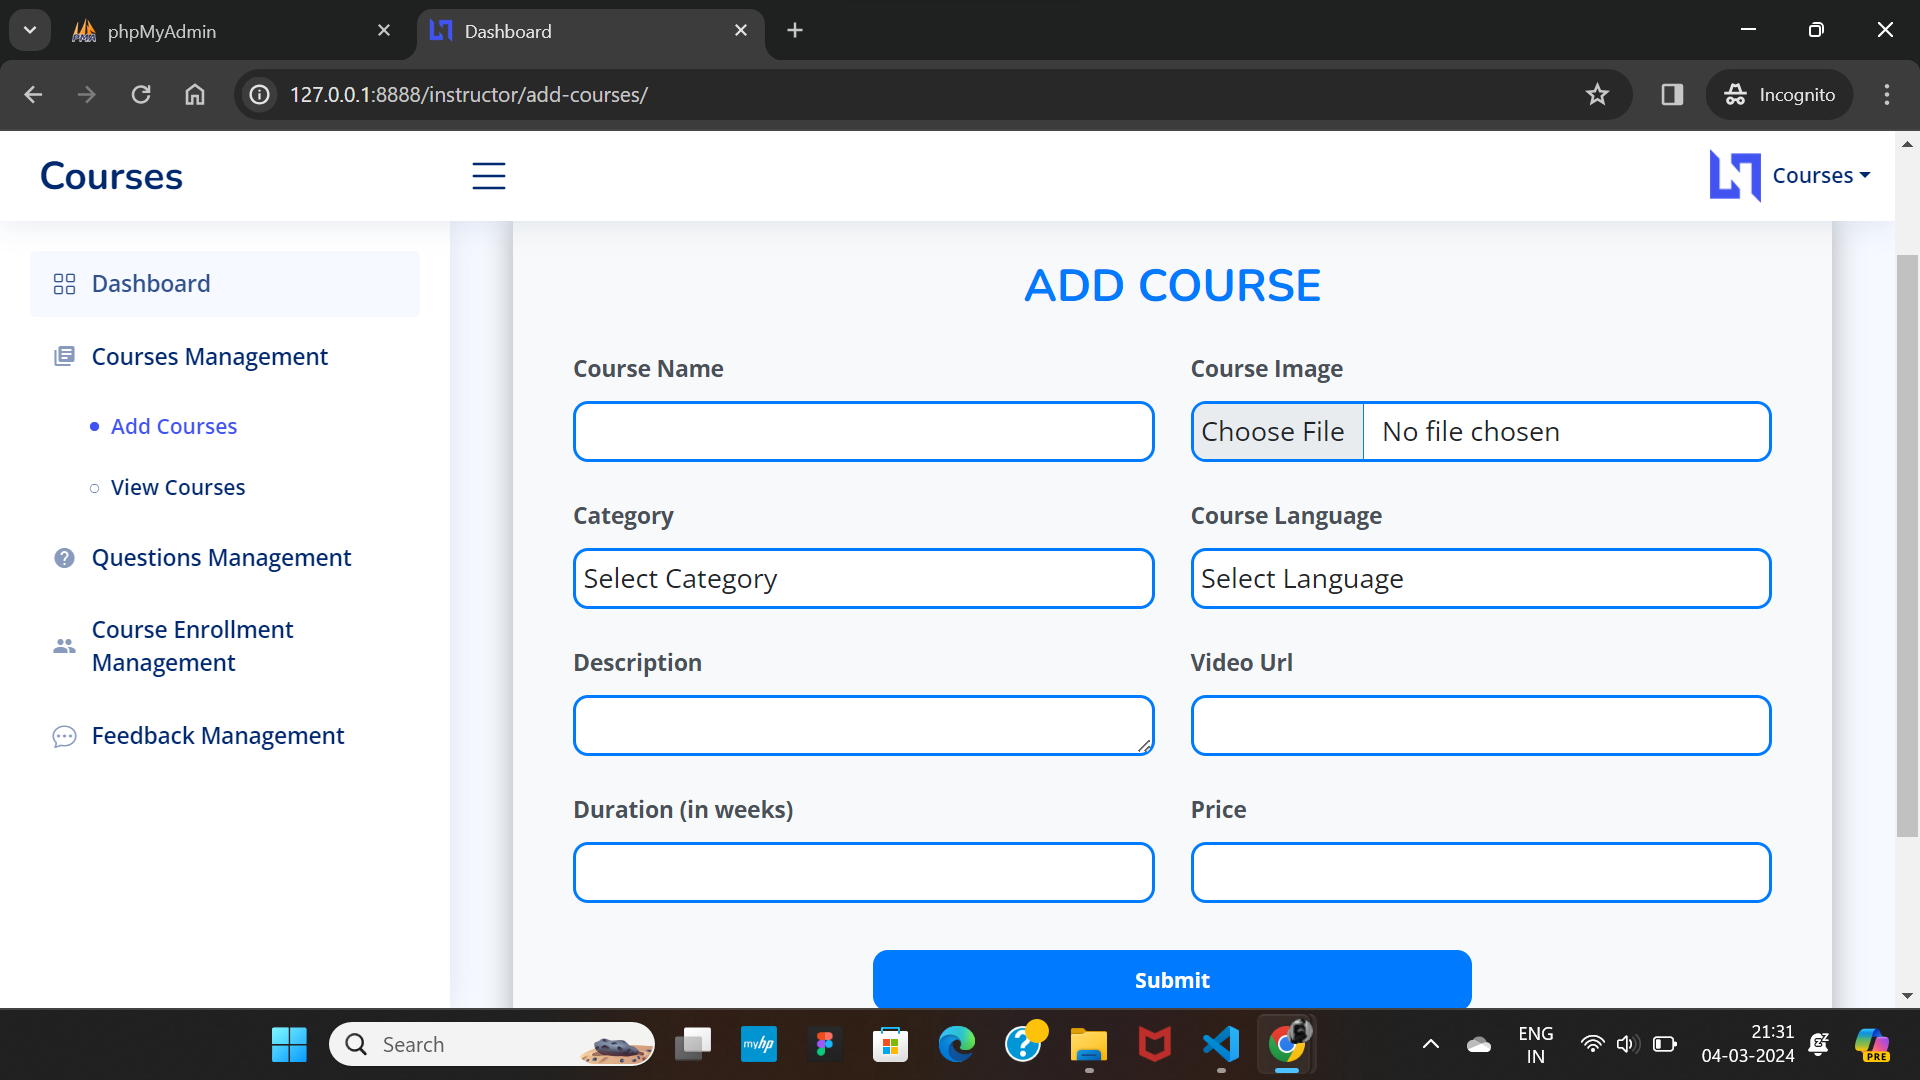 phpMyAdmin
Dashboard
127.0.0.1:8888/instructor/add-courses/
Incognito
Courses
Courses
Dashboard
Courses Management
Add Courses
View Courses
Questions Management
Course Enrollment
Management
Feedback Management
ADD COURSE
Course Name
Course Image
Choose File
No file chosen
Category
Course Language
Select Category
Select Language
Description
Video Url
Duration (in weeks)
Price
Submit
Search
myhp
ENG
IN
21:31
04-03-2024
PRE